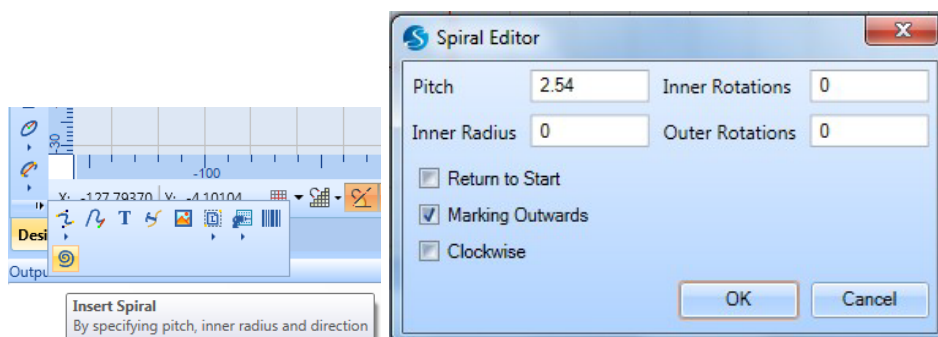 -30
-100
X: -127.79370 Y: -4.10104
T
Desi
Outpu
Insert Spiral
By specifying pitch, inner radius and direction
Spiral Editor
Pitch 2.54 Inner Rotations 0
Inner Radius 0 Outer Rotations 0
Return to Start
Marking Outwards
Clockwise
OK Cancel